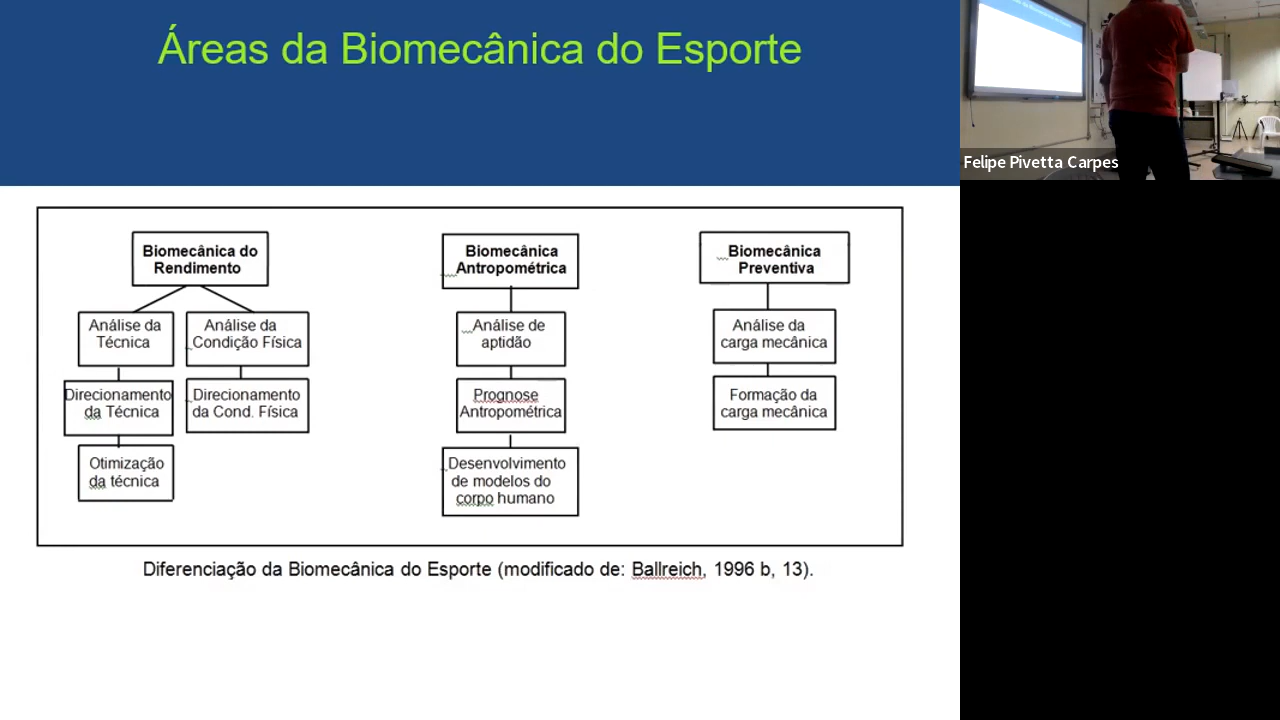 Áreas da Biomecânica do Esporte
Felipe Pivetta Carpes
Biomecânica do
Rendimento
Análise da
Técnica
Análise da
Condição Física
Direcionamento
da Técnica
Direcionamento
da Cond. Física
Otimização
da técnica
Biomecânica
Antropométrica
Análise de
aptidão
Prognose
Antropométrica
Desenvolvimento
de modelos do
corpo humano
Biomecânica
Preventiva
Análise da
carga mecânica
Formação da
carga mecânica
Diferenciação da Biomecânica do Esporte (modificado de: Ballreich, 1996 b, 13).